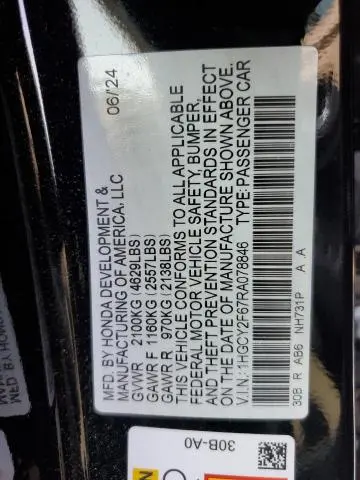 MFD. BY HONDA DEVELOPMENT & 06/24
MANUFACTURING OF AMERICA, LLC
GVWR 2100KG (4629LBS)
GAWR F 1160KG (2557LBS)
GAWR R 970KG (2138LBS)
THIS VEHICLE CONFORMS TO ALL APPLICABLE
FEDERAL MOTOR VEHICLE SAFETY, BUMPER,
AND THEFT PREVENTION STANDARDS IN EFFECT
ON THE DATE OF MANUFACTURE SHOWN ABOVE.
V.I.N.: 1HGCY2F67RA078846 TYPE: PASSENGER CAR
30B R AB6 NH731P A A
30B-A0